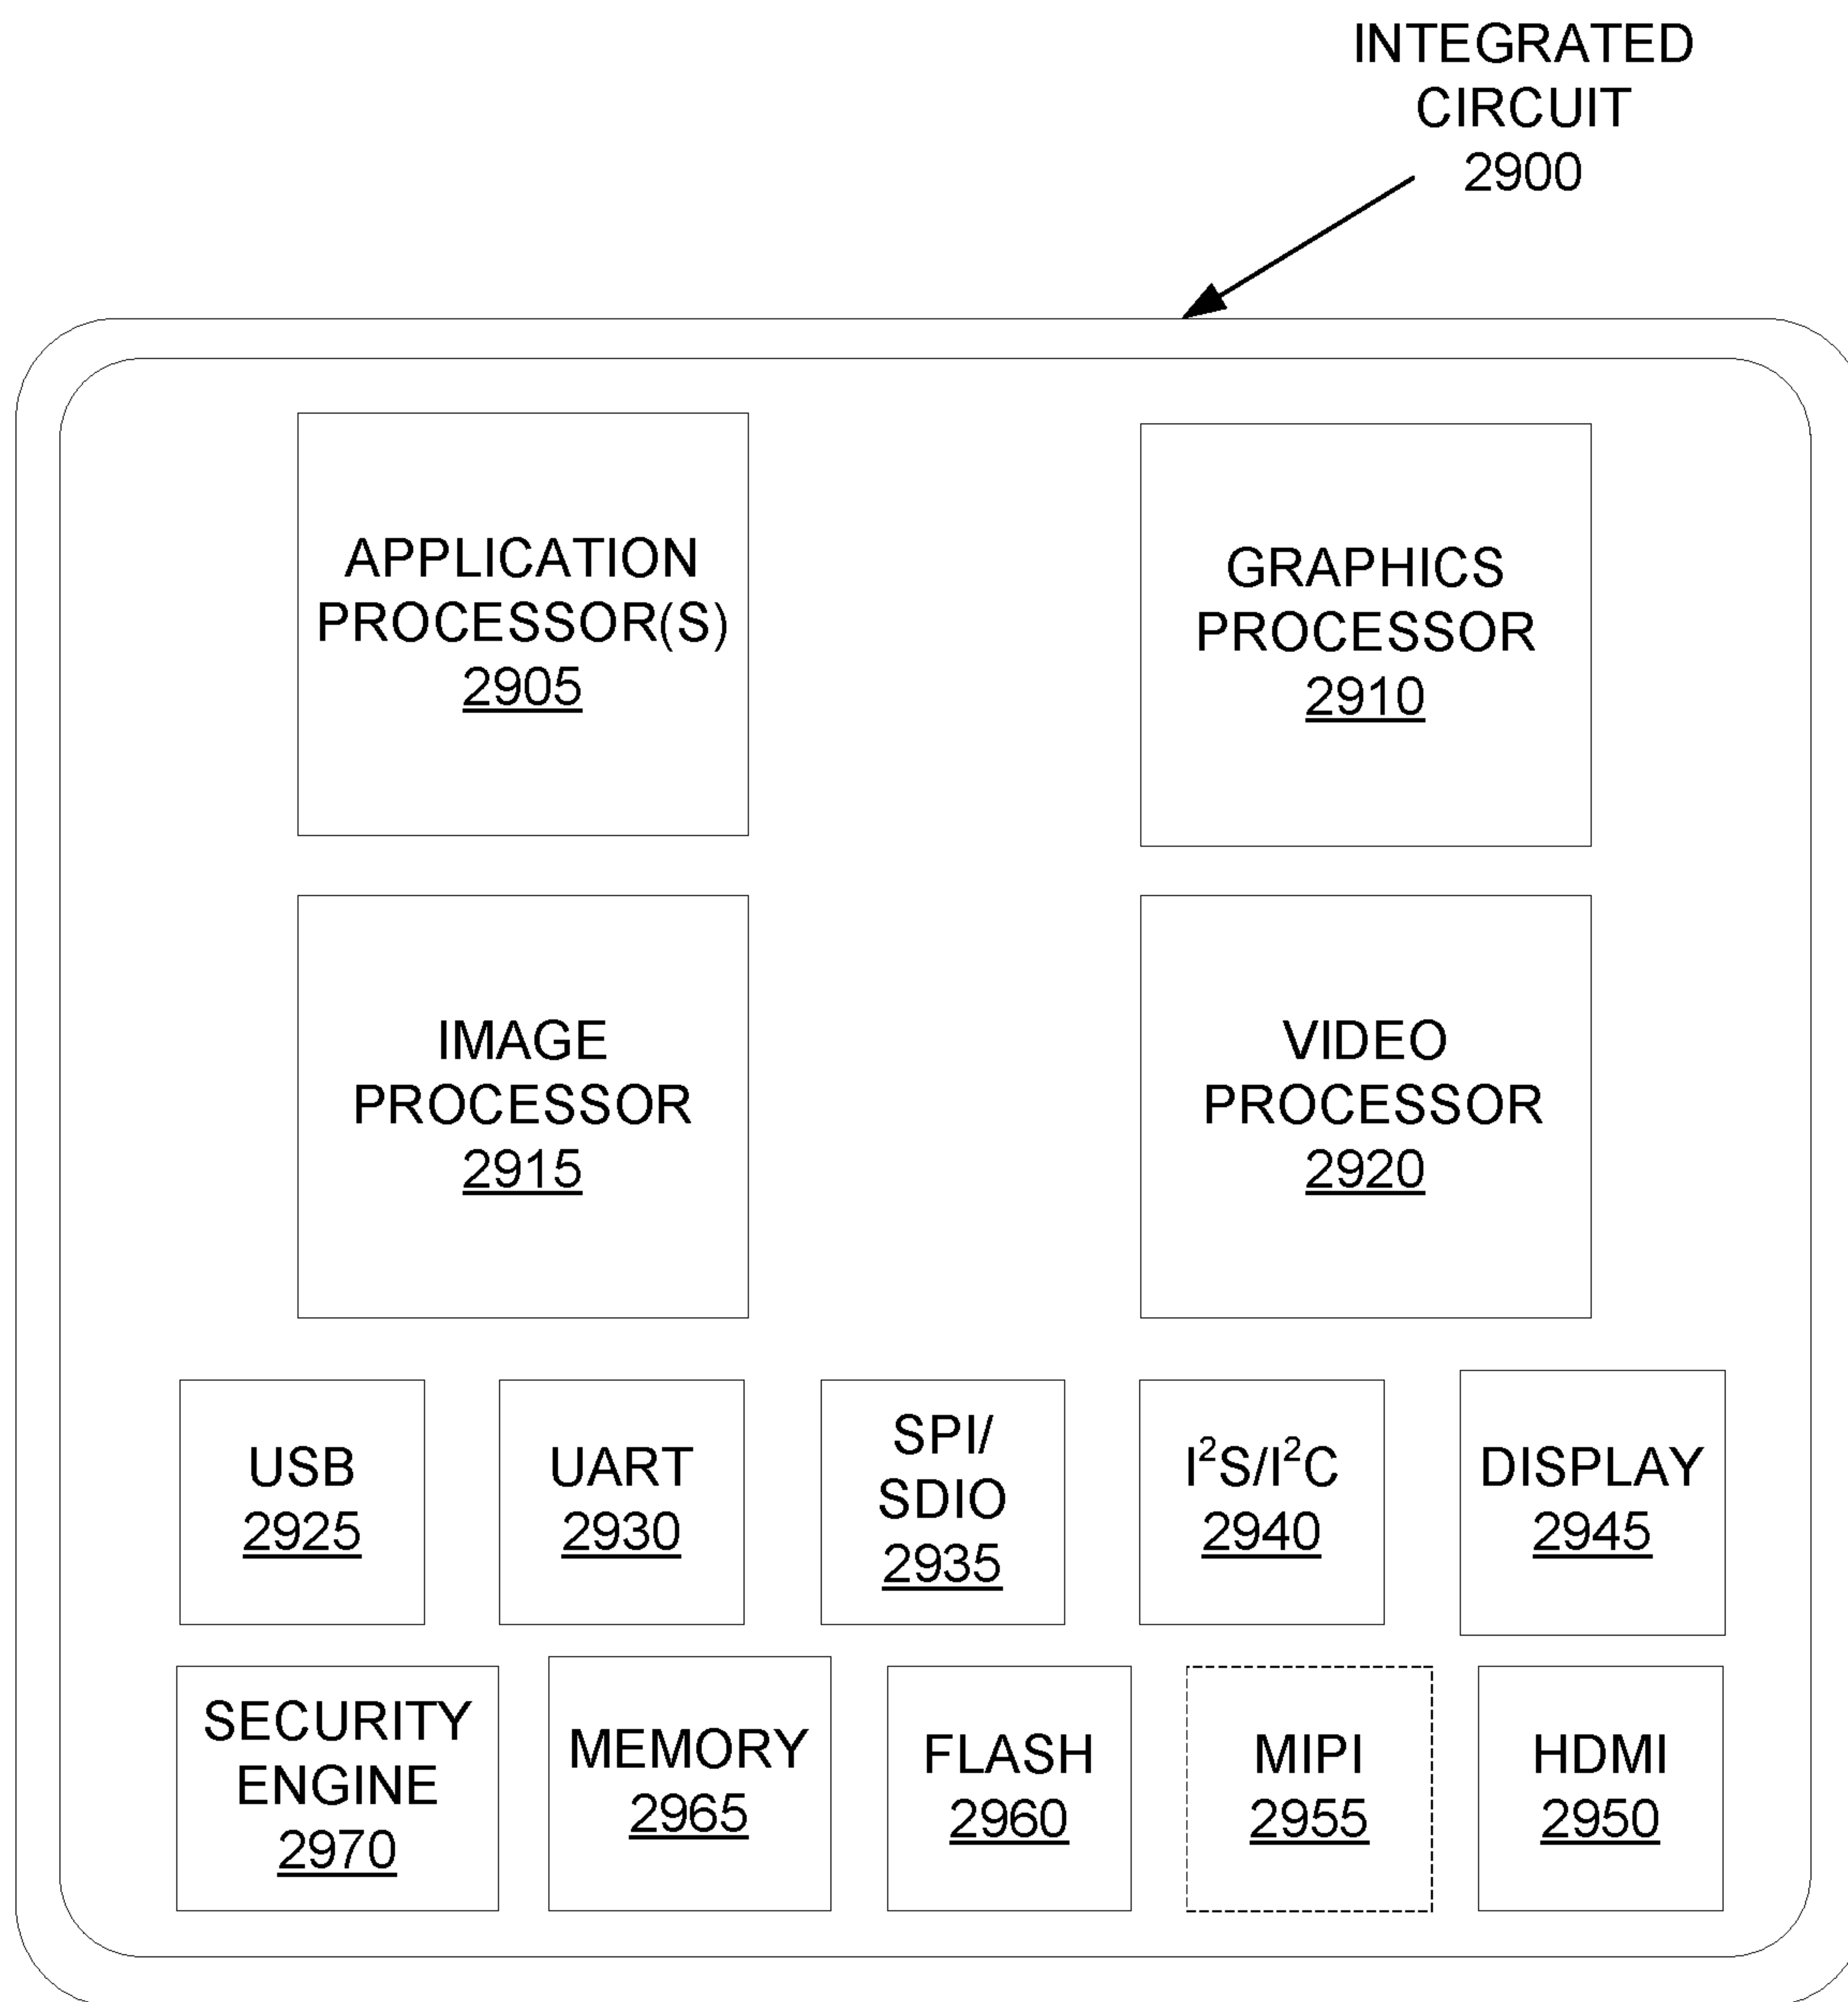 INTEGRATED
CIRCUIT
2900
APPLICATION
PROCESSOR(S)
2905
GRAPHICS
PROCESSOR
2910
IMAGE
PROCESSOR
2915
VIDEO
PROCESSOR
2920
USB
2925
UART
2930
SPI/
SDIO
2935
I²S/I²C
2940
DISPLAY
2945
SECURITY
ENGINE
2970
MEMORY
2965
FLASH
2960
MIPI
2955
HDMI
2950